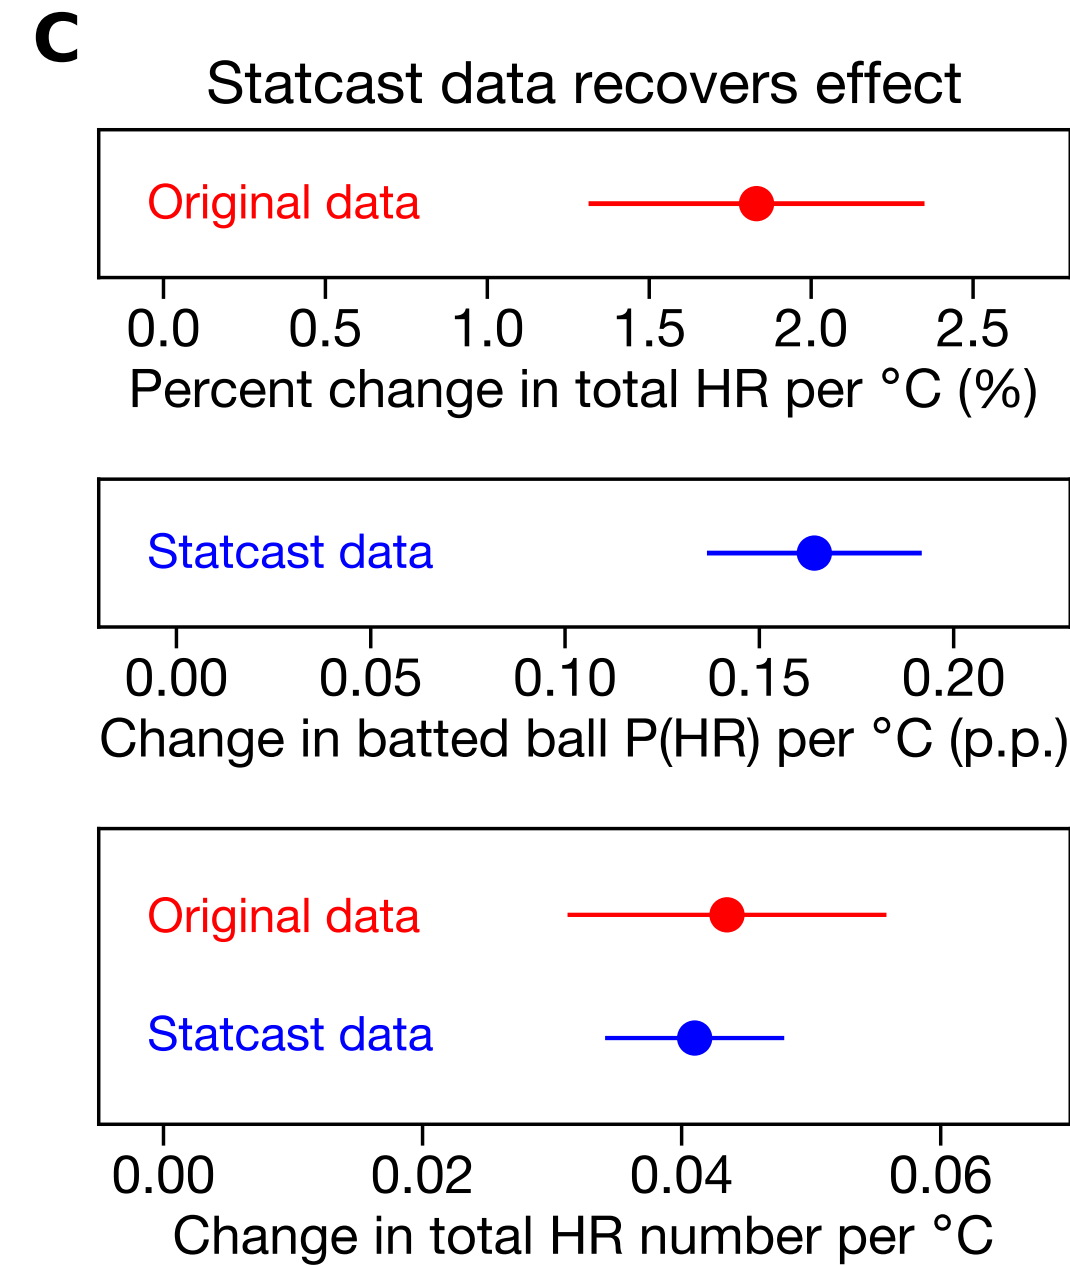 C
Statcast data recovers effect
Original data
0.0 0.5 1.0 1.5 2.0 2.5
Percent change in total HR per °C (%)
Statcast data
0.00 0.05 0.10 0.15 0.20
Change in batted ball P(HR) per °C (p.p.)
Original data
Statcast data
0.00 0.02 0.04 0.06
Change in total HR number per °C